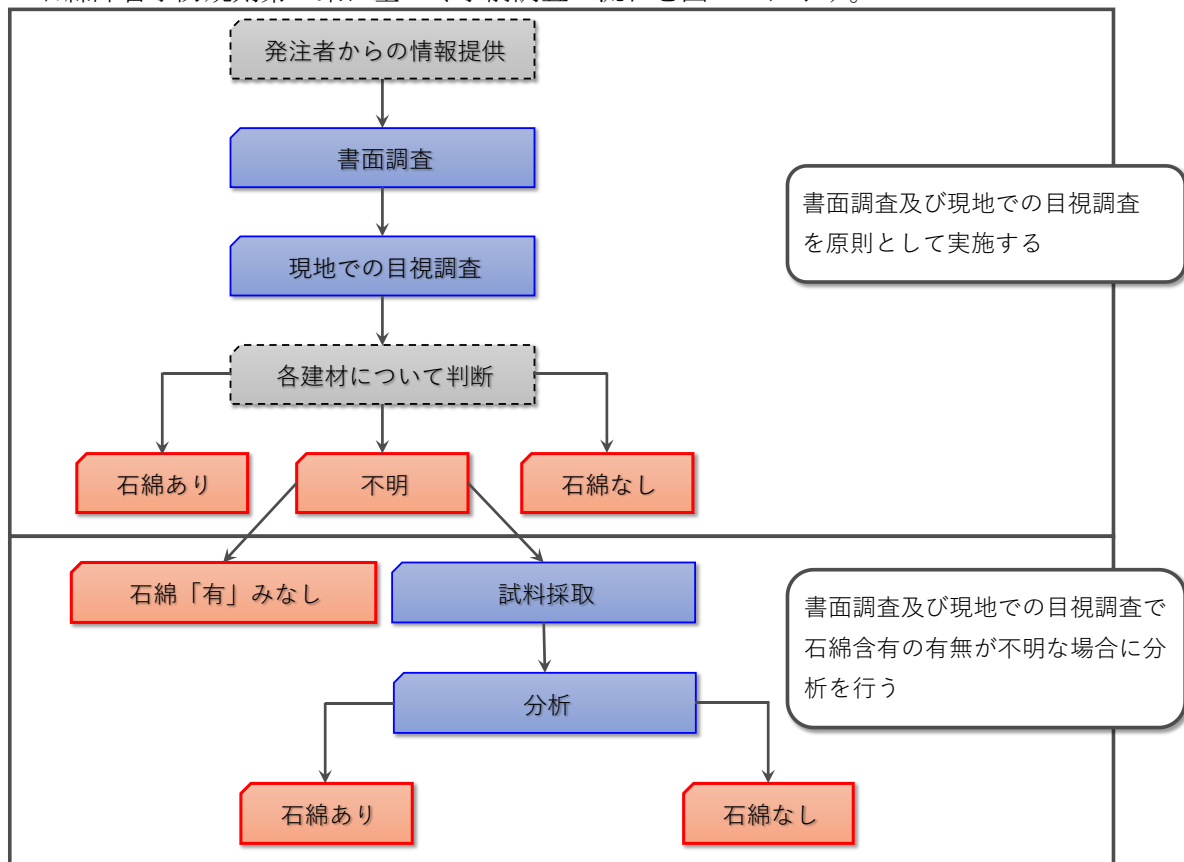 発注者からの情報提供
書面調査
現地での目視調査
書面調査及び現地での目視調査
を原則として実施する
各建材について判断
石綿あり
不明
石綿なし
石綿「有」みなし
試料採取
書面調査及び現地での目視調査で
石綿含有の有無が不明な場合に分
析を行う
分析
石綿あり
石綿なし